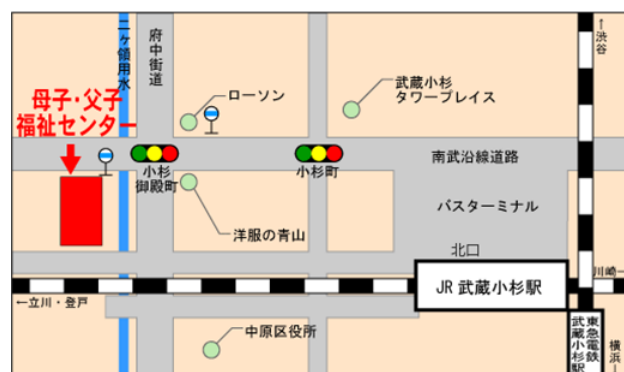 二ヶ領用水
府中街道
↑渋谷
母子・父子
福祉センター
ローソン
武蔵小杉
タワープレイス
小杉
御殿町
小杉町
南武沿線道路
バスターミナル
洋服の青山
北口
JR 武蔵小杉駅
川崎→
←立川・登戸
中原区役所
東急電鉄
武蔵小杉駅
横浜→